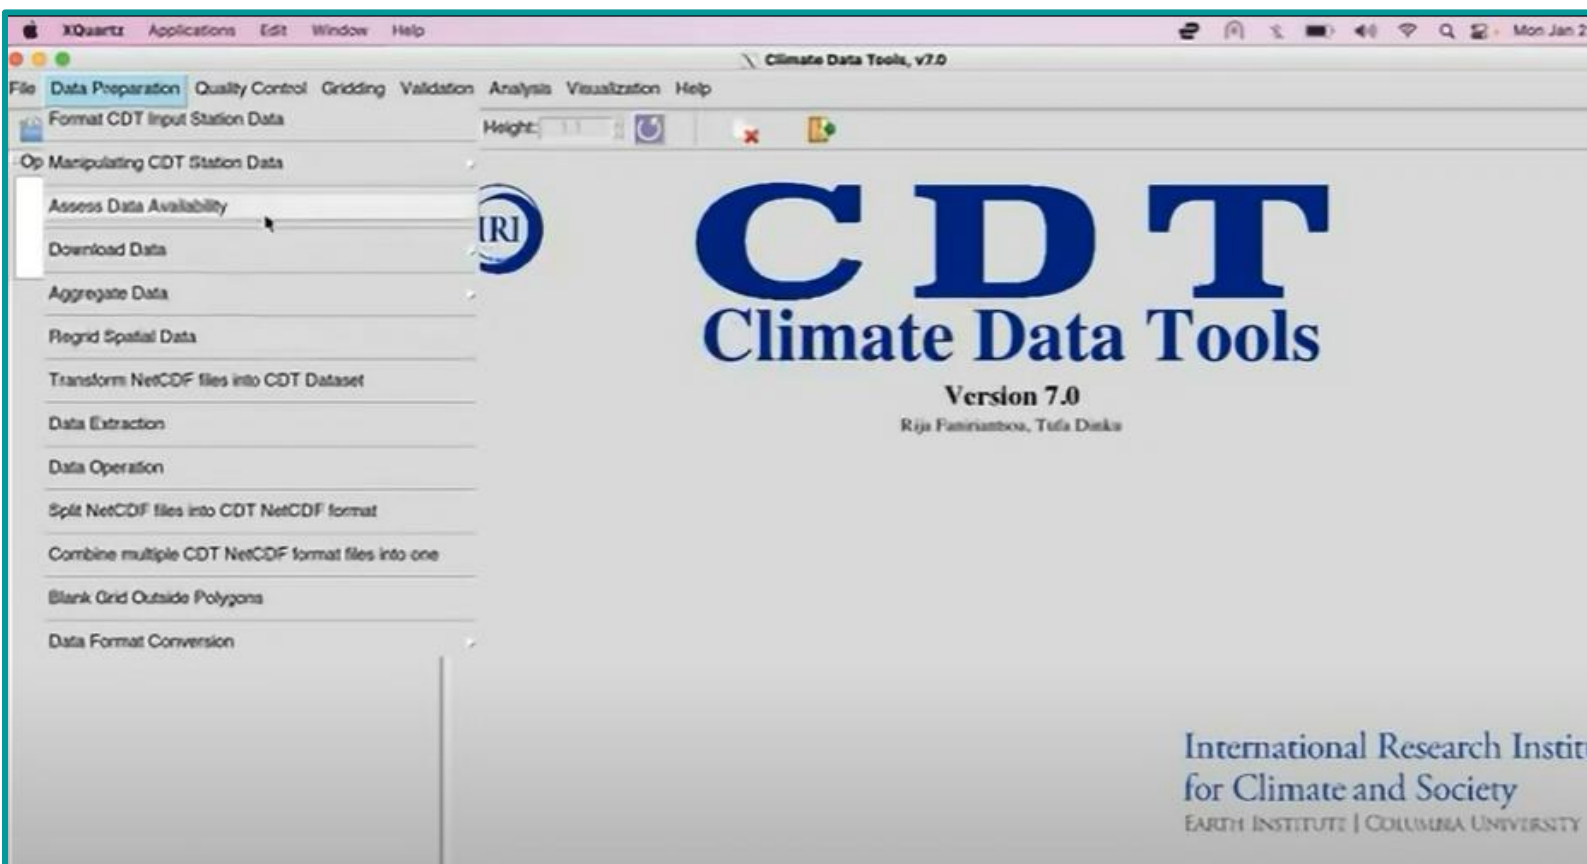 XQuartz Applications Edit Window Help Mon Jan 2
Climate Data Tools, v7.0
File Data Preparation Quality Control Gridding Validation Analysis Visualization Help
Format CDT Input Station Data
Height: 1.1
Op Manipulating CDT Station Data
Assess Data Availability
Download Data
Aggregate Data
Regrid Spatial Data
Transform NetCDF files into CDT Dataset
Data Extraction
Data Operation
Split NetCDF files into CDT NetCDF format
Combine multiple CDT NetCDF format files into one
Blank Grid Outside Polygons
Data Format Conversion
IRI
CDT
Climate Data Tools
Version 7.0
Rija Faniriantsoa, Tufa Dinku
International Research Instit
for Climate and Society
EARTH INSTITUTE | COLUMBIA UNIVERSITY